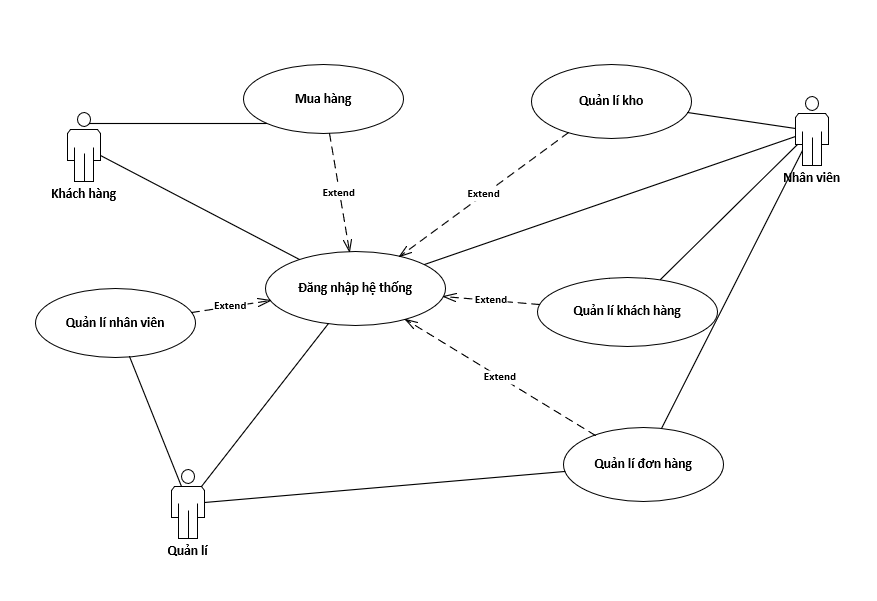 Mua hàng
Quản lí kho
Khách hàng
Nhân viên
Extend
Extend
Đăng nhập hệ thống
Extend
Extend
Quản lí khách hàng
Quản lí nhân viên
Extend
Quản lí đơn hàng
Quản lí